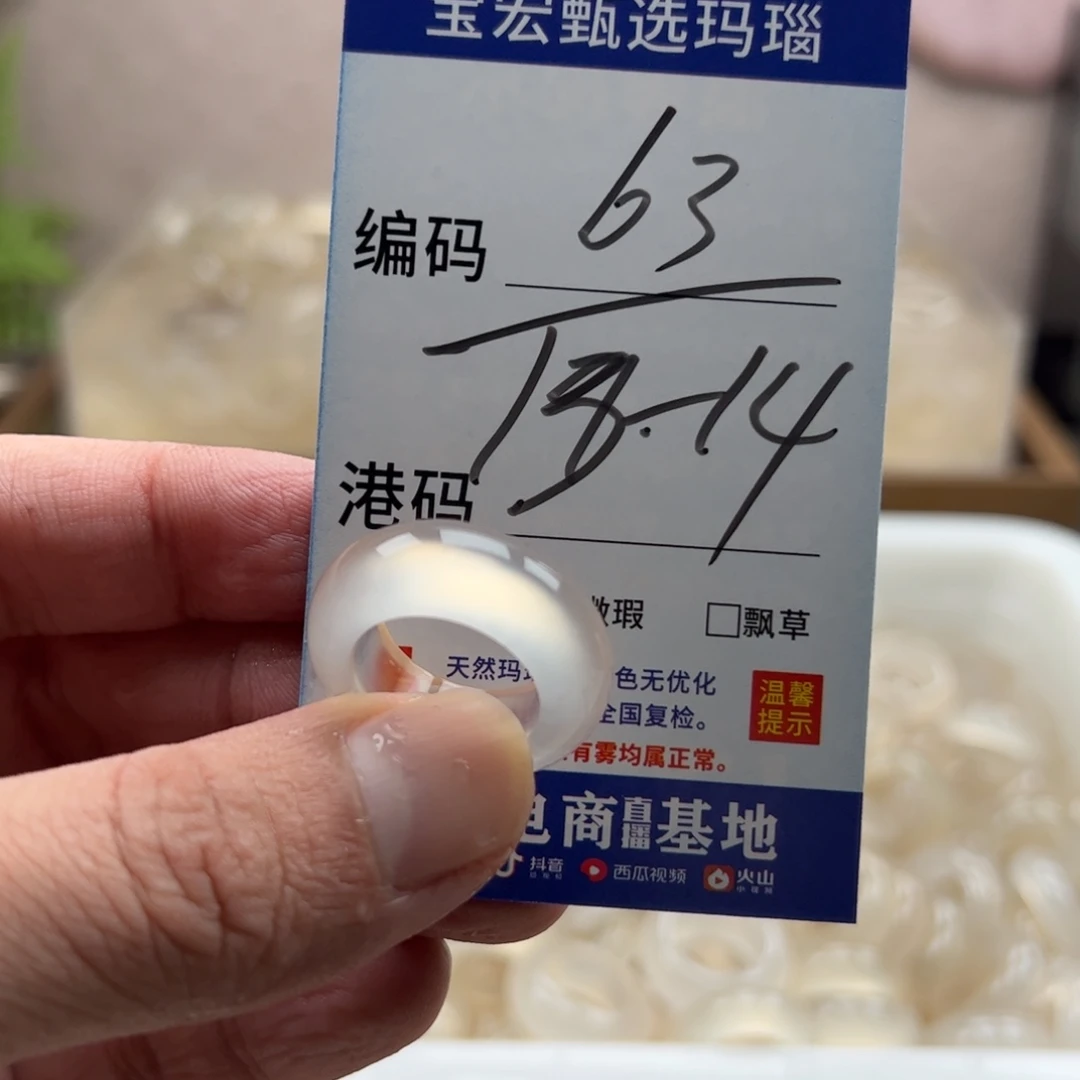 宝宏甄选玛瑙
编码 63
港码 13.-14
微瑕 □飘草
天然玛 色无优化 温馨
全国复检。 提示
有雾均属正常。
电商直播基地
抖音 西瓜视频 火山